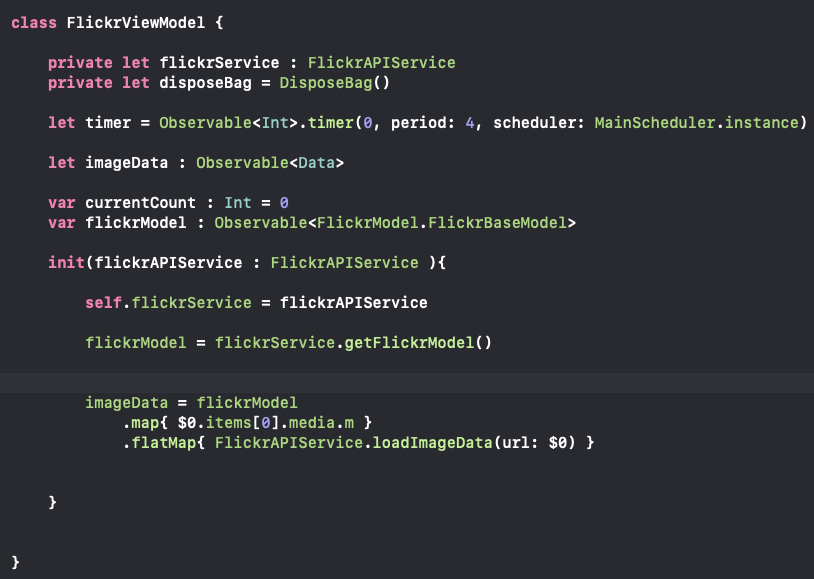 class FlickrViewModel {
private let flickrService : FlickrAPIService
private let disposeBag = DisposeBag()
let timer = Observable<Int>.timer(0, period: 4, scheduler: MainScheduler.instance)
let imageData : Observable<Data>
var currentCount : Int = 0
var flickrModel : Observable<FlickrModel.FlickrBaseModel>
init(flickrAPIService : FlickrAPIService ){
self.flickrService = flickrAPIService
flickrModel = flickrService.getFlickrModel()
imageData = flickrModel
.map{ $0.items[0].media.m }
.flatMap{ FlickrAPIService.loadImageData(url: $0) }
}
}